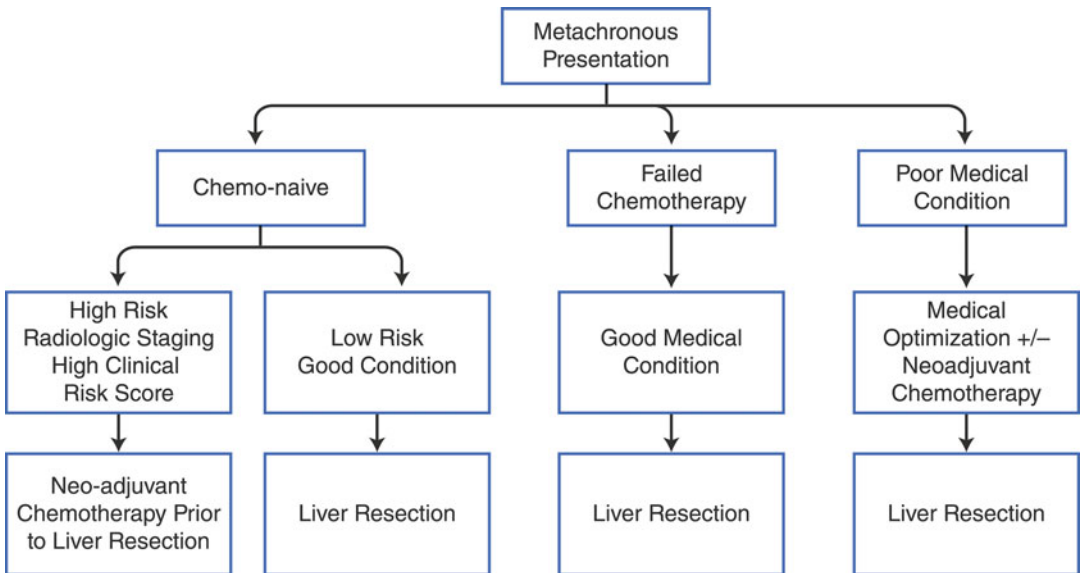 Metachronous
Presentation
Chemo-naive
Failed
Chemotherapy
Poor Medical
Condition
High Risk
Radiologic Staging
High Clinical
Risk Score
Low Risk
Good Condition
Good Medical
Condition
Medical
Optimization +/–
Neoadjuvant
Chemotherapy
Neo-adjuvant
Chemotherapy Prior
to Liver Resection
Liver Resection
Liver Resection
Liver Resection